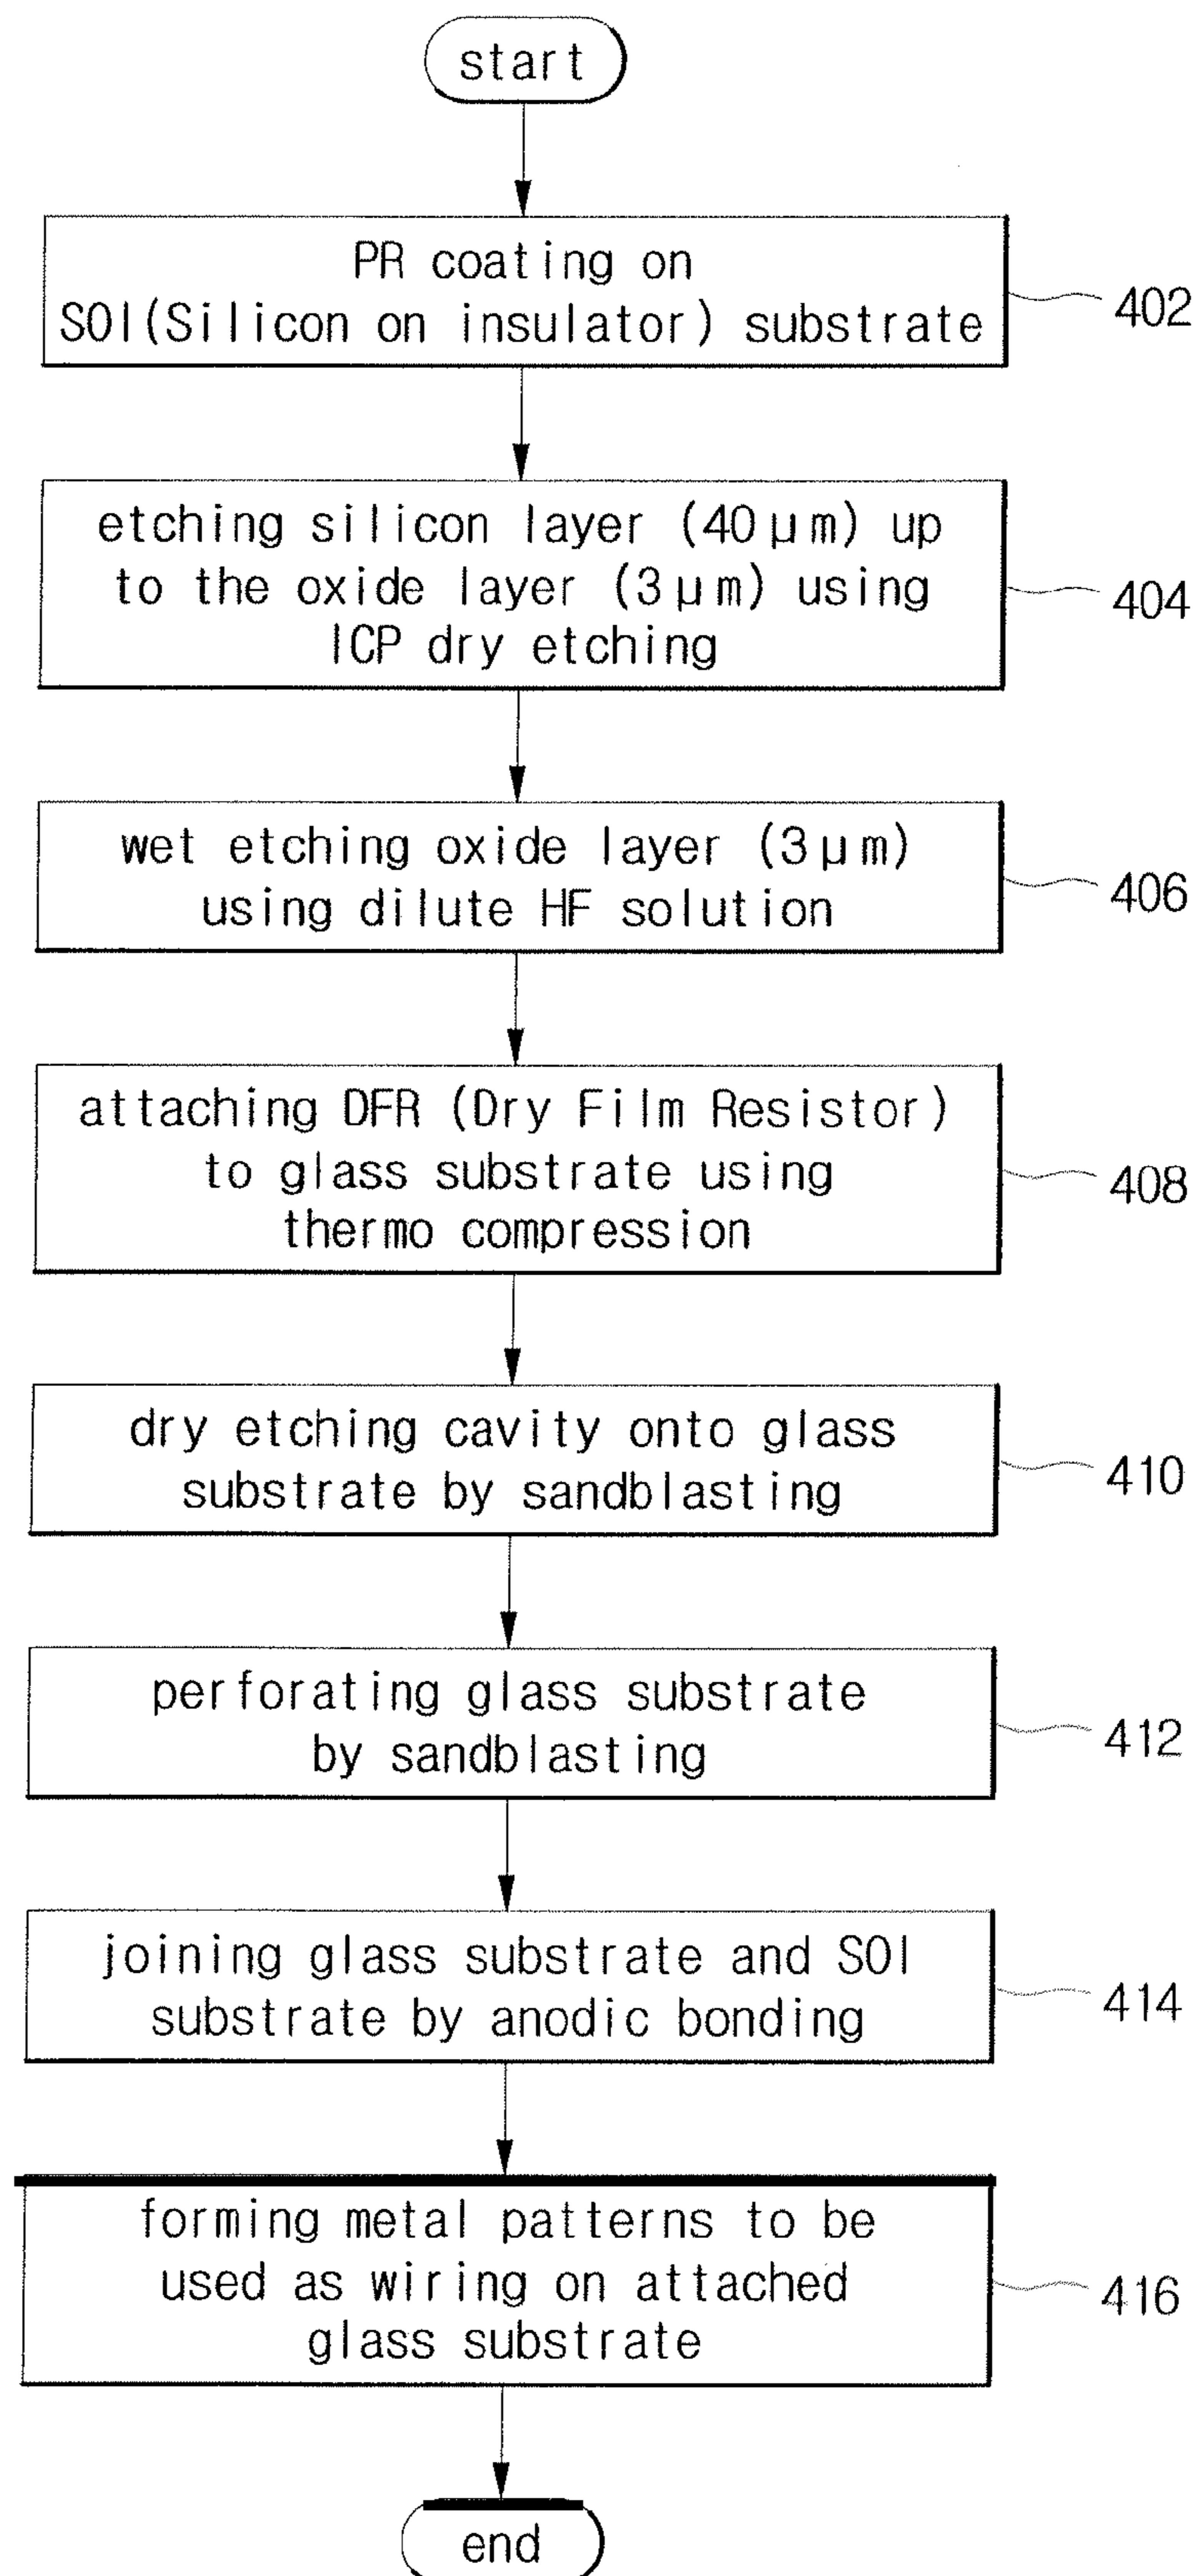 start
PR coating on
SOI(Silicon on insulator) substrate
402
etching silicon layer (40μm) up
to the oxide layer (3μm) using
ICP dry etching
404
wet etching oxide layer (3μm)
using dilute HF solution
406
attaching DFR (Dry Film Resistor)
to glass substrate using
thermo compression
408
dry etching cavity onto glass
substrate by sandblasting
410
perforating glass substrate
by sandblasting
412
joining glass substrate and SOI
substrate by anodic bonding
414
forming metal patterns to be
used as wiring on attached
glass substrate
416
end